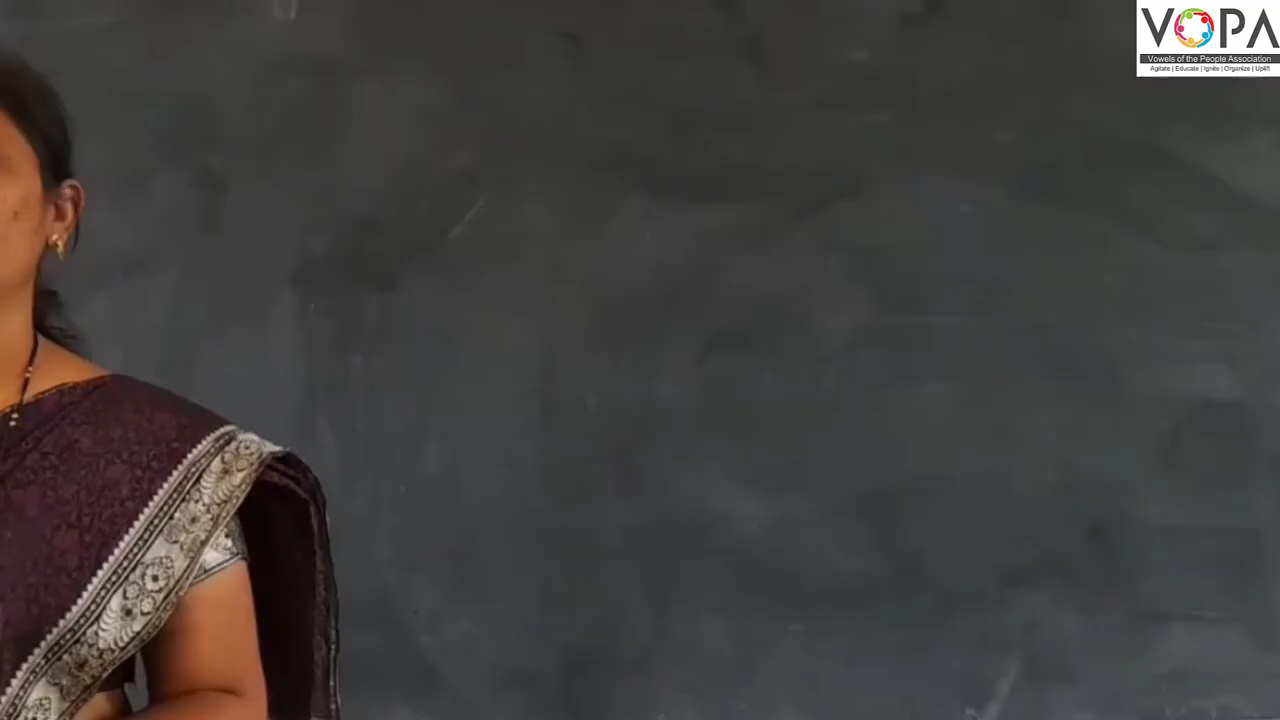 VOPA
Vowels of the People Association
Agitate | Educate | Ignite | Organize | Uplift